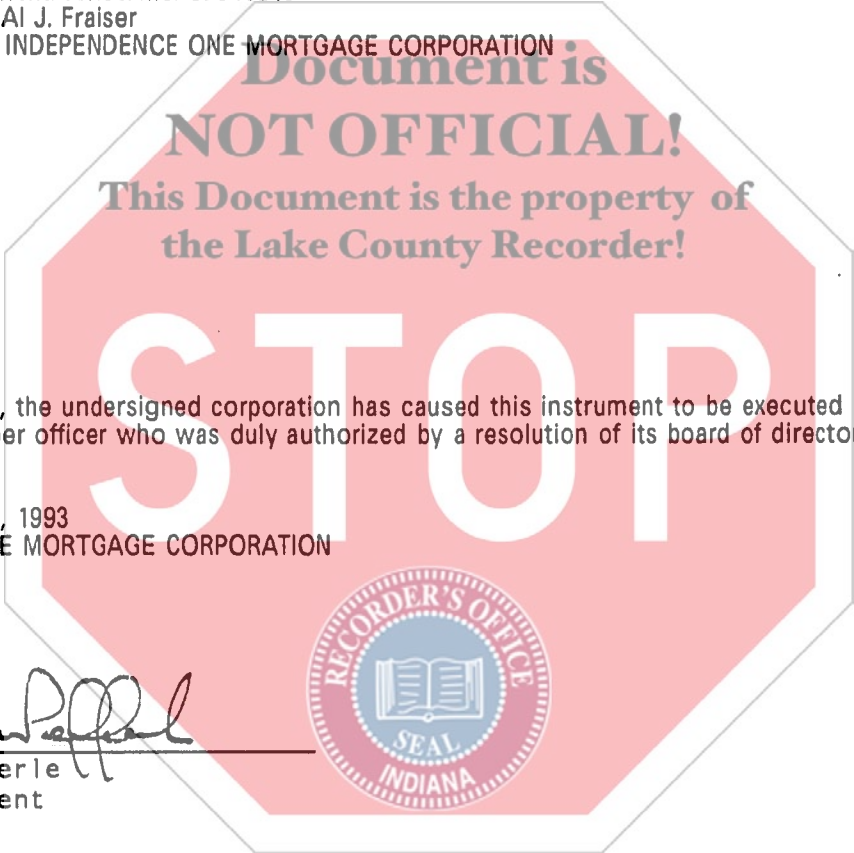 Al J. Fraiser
INDEPENDENCE ONE MORTGAGE CORPORATION
Document is
NOT OFFICIAL!
This Document is the property of
the Lake County Recorder!
STOP
, the undersigned corporation has caused this instrument to be executed
er officer who was duly authorized by a resolution of its board of directo
, 1993
E MORTGAGE CORPORATION
RECORDER'S OFFICE
SEAL
INDIANA
erle
ent